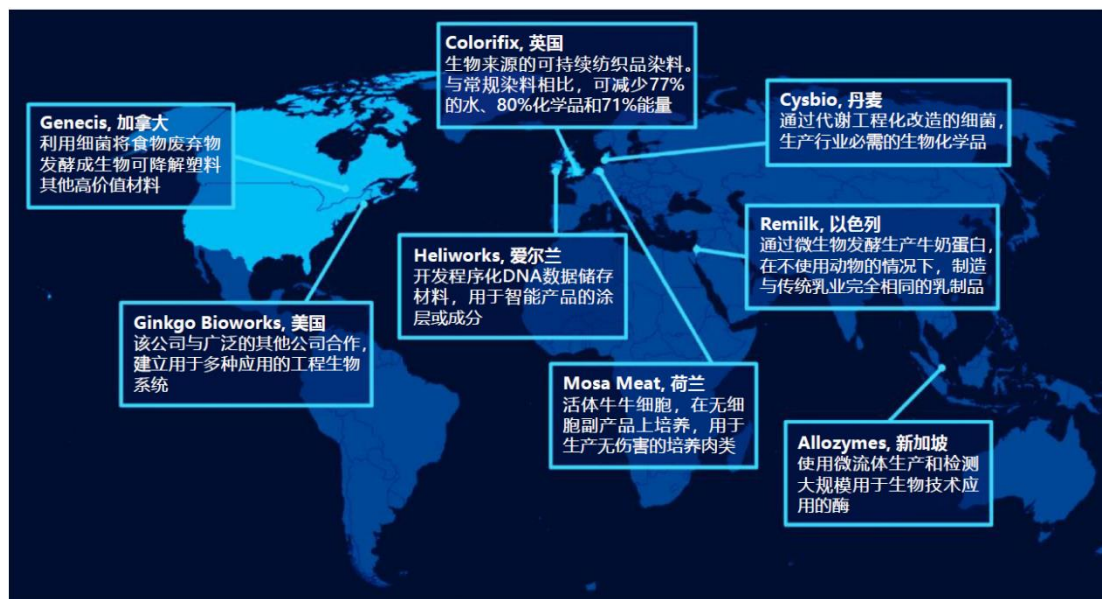 Colorifix, 英国
生物来源的可持续纺织品染料。
与常规染料相比，可减少77%
的水、80%化学品和71%能量
Genecis, 加拿大
利用细菌将食物废弃物
发酵成生物可降解塑料
其他高价值材料
Cysbio, 丹麦
通过代谢工程化改造的细菌，
生产行业必需的生物化学品
Remilk, 以色列
通过微生物发酵生产牛奶蛋白，
在不使用动物的情况下，制造
与传统乳业完全相同的乳制品
Heliworks, 爱尔兰
开发程序化DNA数据储存
材料，用于智能产品的涂
层或成分
Ginkgo Bioworks, 美国
该公司与广泛的其他公司合作，
建立用于多种应用的工程生物
系统
Mosa Meat, 荷兰
活体牛牛细胞，在无细
胞副产品上培养，用于
生产无伤害的培养肉类
Allozymes, 新加坡
使用微流体生产和检测
大规模用于生物技术应
用的酶